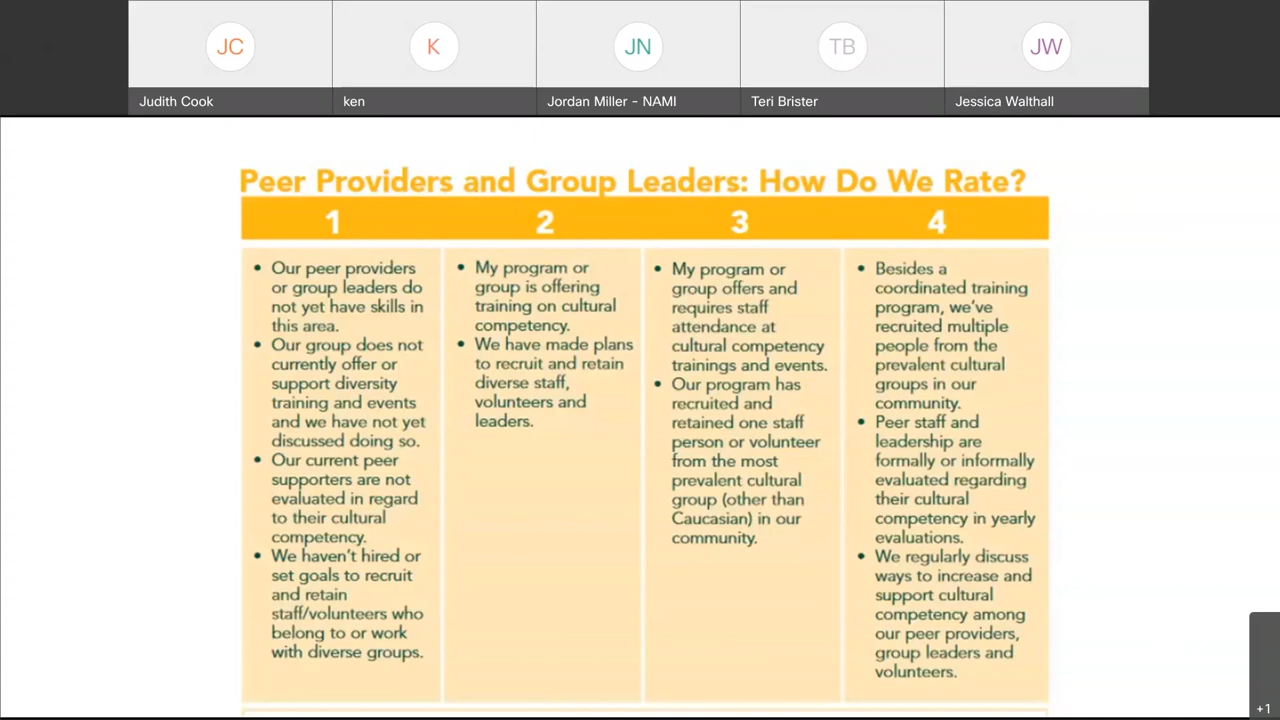 JC
K
JN
TB
JW
Judith Cook
ken
Jordan Miller - NAMI
Teri Brister
Jessica Walthall
Peer Providers and Group Leaders: How Do We Rate?
1
2
3
4
• Our peer providers
or group leaders do
not yet have skills in
this area.
• Our group does not
currently offer or
support diversity
training and events
and we have not yet
discussed doing so.
• Our current peer
supporters are not
evaluated in regard
to their cultural
competency.
• We haven't hired or
set goals to recruit
and retain
staff/volunteers who
belong to or work
with diverse groups.
• My program or
group is offering
training on cultural
competency.
• We have made plans
to recruit and retain
diverse staff,
volunteers and
leaders.
• My program or
group offers and
requires staff
attendance at
cultural competency
trainings and events.
• Our program has
recruited and
retained one staff
person or volunteer
from the most
prevalent cultural
group (other than
Caucasian) in our
community.
• Besides a
coordinated training
program, we've
recruited multiple
people from the
prevalent cultural
groups in our
community.
• Peer staff and
leadership are
formally or informally
evaluated regarding
their cultural
competency in yearly
evaluations.
• We regularly discuss
ways to increase and
support cultural
competency among
our peer providers,
group leaders and
volunteers.
+1